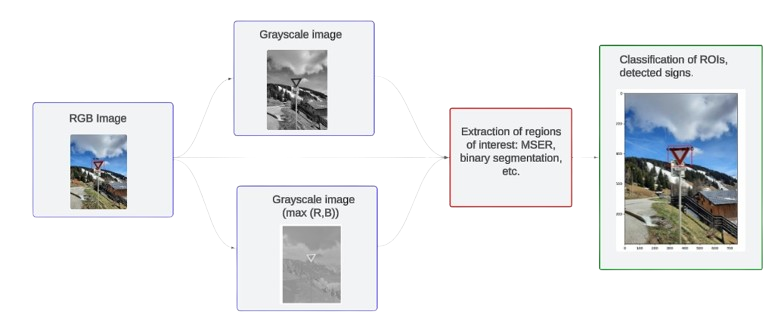 RGB Image
Grayscale image
Grayscale image
(max (R,B))
Extraction of regions
of interest: MSER,
binary segmentation,
etc.
Classification of ROIs,
detected signs.